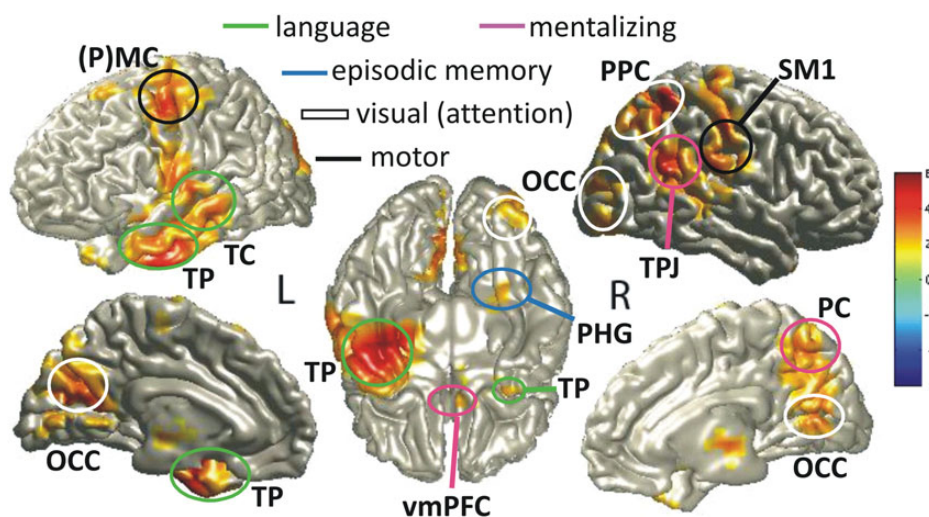 language
mentalizing
(P)MC
episodic memory
PPC
SM1
visual (attention)
motor
OCC
TC
TP
TPJ
L
R
PHG
PC
TP
TP
OCC
TP
OCC
vmPFC